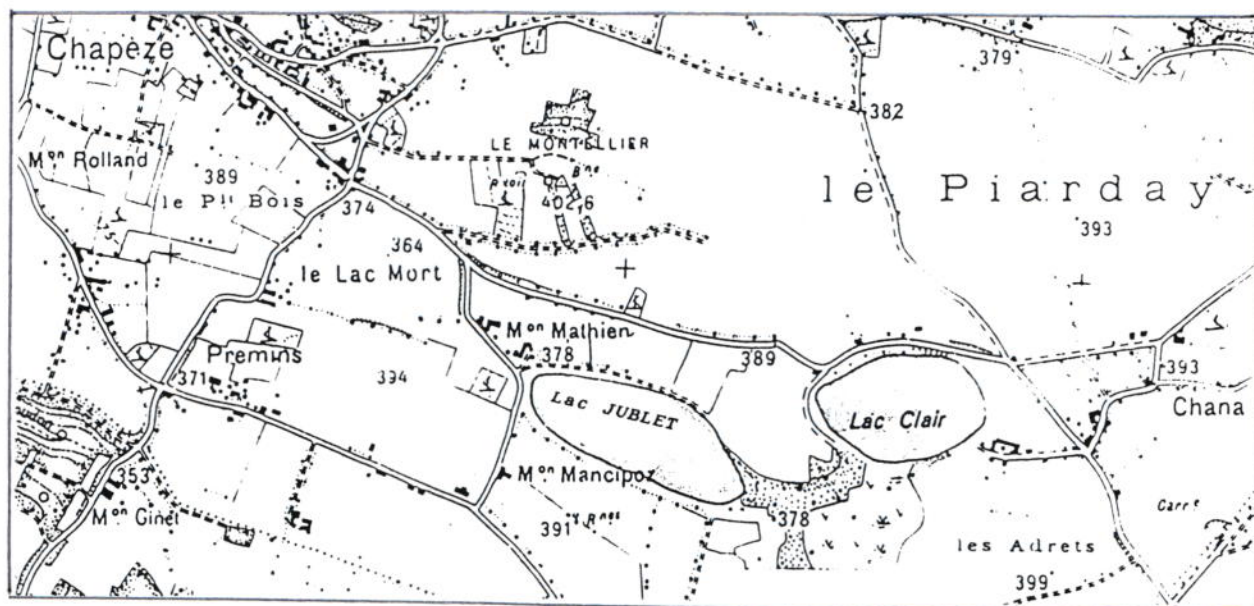 Chapèze
379
382
Mon Rolland
LE MONTELLIER
389
le Pit Bois
402,6
le Piarday
374
393
364
le Lac Mort
Mon Mathien
378
389
Premins
371
394
393
Lac JUBLET
Lac Clair
Chana
353
Mon Mancipoz
Mon Ginet
391
Rnes
378
les Adrets
399